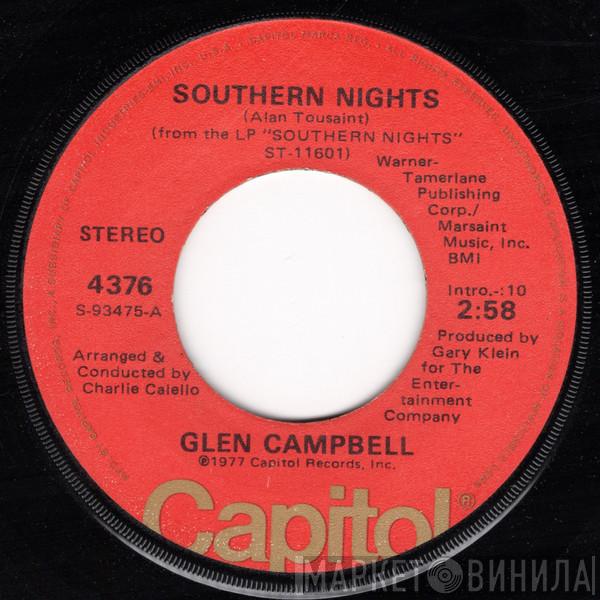 SOUTHERN NIGHTS
(Alan Tousaint)
(from the LP "SOUTHERN NIGHTS"
ST-11601)
Warner-
Tamerlane
Publishing
Corp./
Marsaint
Music, Inc.
BMI
STEREO
4376
S-93475-A
Intro.-:10
2:58
Arranged &
Conducted by
Charlie Calello
Produced by
Gary Klein
for The
Enter-
tainment
Company
GLEN CAMPBELL
℗1977 Capitol Records, Inc.
Capitol®
МАРКЕТ ВИНИЛА